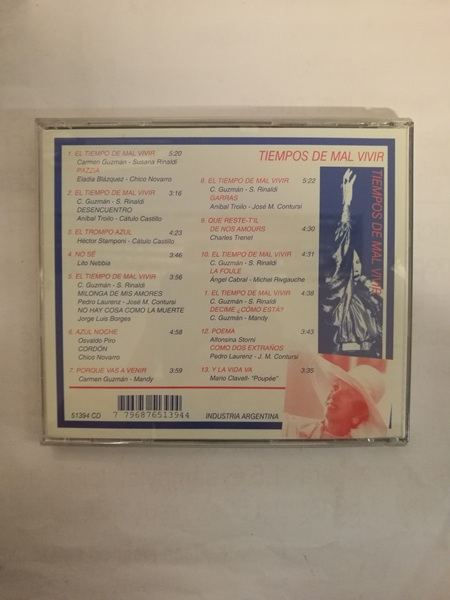 TIEMPOS DE MAL VIVIR
TIEMPOS DE MAL VIVIR
1. EL TIEMPO DE MAL VIVIR 5:20
Carmen Guzmán - Susana Rinaldi
PAZZIA
Eladia Blázquez - Chico Novarro
2. EL TIEMPO DE MAL VIVIR 3:16
C. Guzmán - S. Rinaldi
DESENCUENTRO
Aníbal Troilo - Cátulo Castillo
3. EL TROMPO AZUL 4:23
Héctor Stamponi - Cátulo Castillo
4. NO SÉ 3:46
Lito Nebbia
5. EL TIEMPO DE MAL VIVIR 3:56
C. Guzmán - S. Rinaldi
MILONGA DE MIS AMORES
Pedro Laurenz - José M. Contursi
NO HAY COSA COMO LA MUERTE
Jorge Luis Borges
6. AZUL NOCHE 4:58
Osvaldo Piro
CORDÓN
Chico Novarro
7. PORQUE VAS A VENIR 3:59
Carmen Guzmán - Mandy
8. EL TIEMPO DE MAL VIVIR 5:22
C. Guzmán - S. Rinaldi
GARRAS
Aníbal Troilo - José M. Contursi
9. QUE RESTE-T'IL
DE NOS AMOURS 4:30
Charles Trenet
10. EL TIEMPO DE MAL VIVIR 4:31
C. Guzmán - S. Rinaldi
LA FOULE
Ángel Cabral - Michel Rivgauche
1. EL TIEMPO DE MAL VIVIR 4:38
C. Guzmán - S. Rinaldi
DECIME ¿CÓMO ESTÁ?
C. Guzmán - Mandy
12. POEMA 3:43
Alfonsina Storni
COMO DOS EXTRAÑOS
Pedro Laurenz - J. M. Contursi
13. Y LA VIDA VA 3:35
Mario Clavell- "Poupée"
51394 CD
7 796876513944
INDUSTRIA ARGENTINA